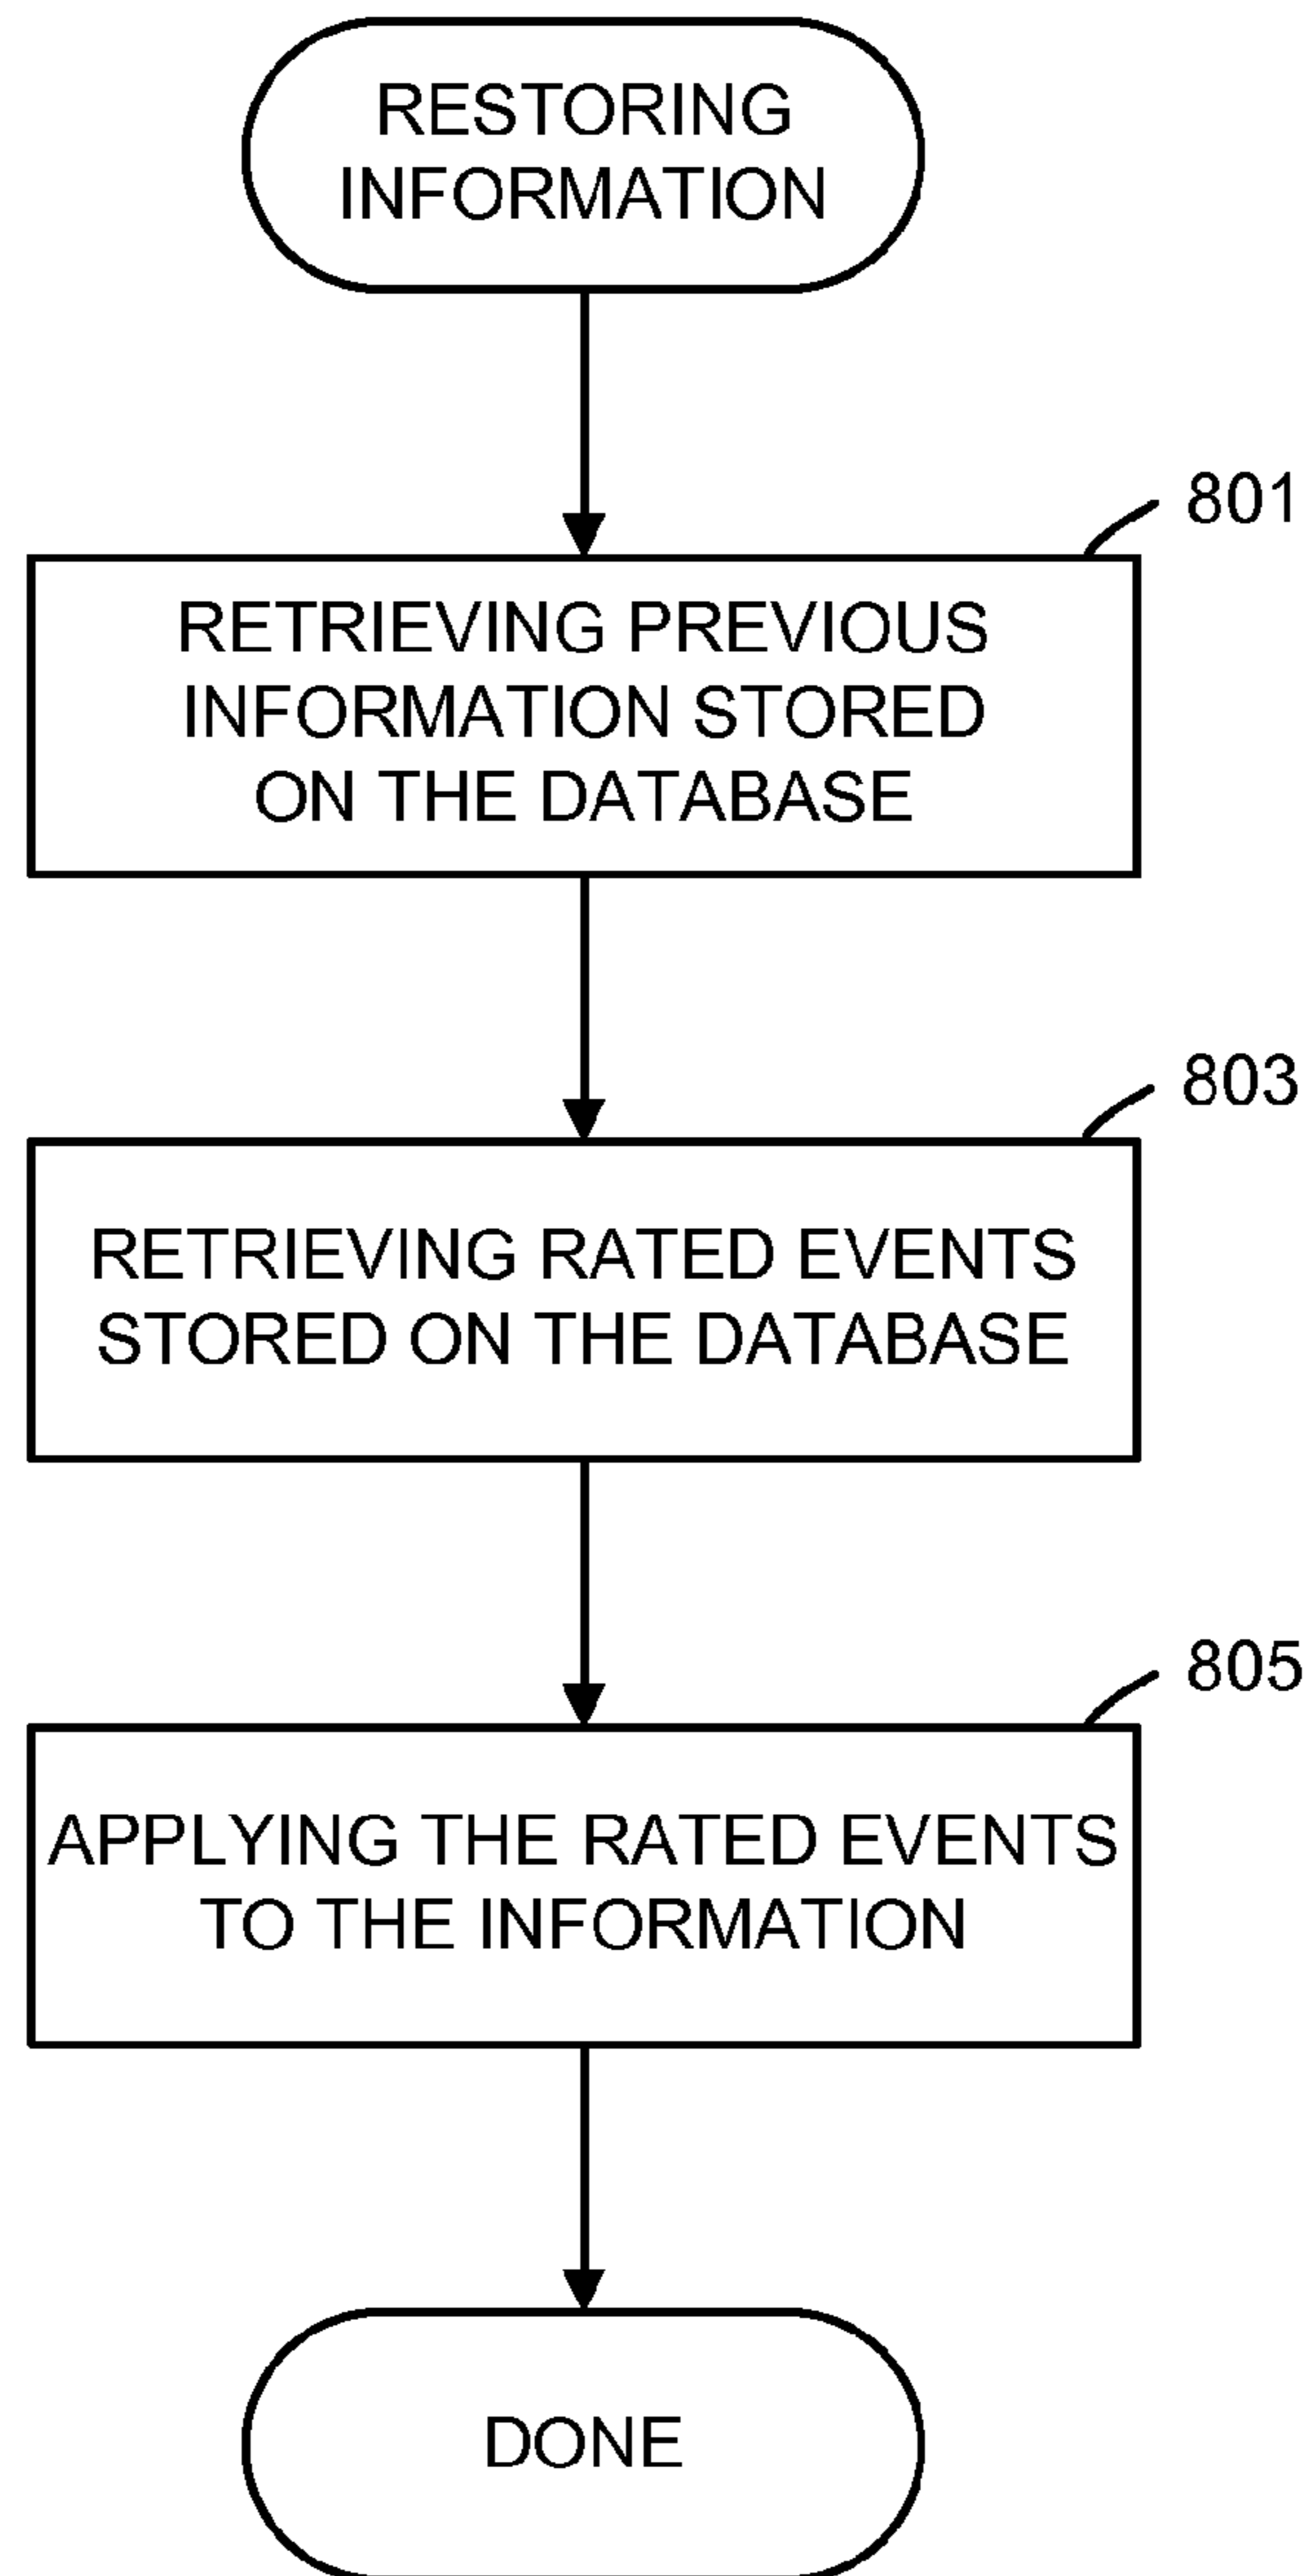 RESTORING
INFORMATION
801
RETRIEVING PREVIOUS
INFORMATION STORED
ON THE DATABASE
803
RETRIEVING RATED EVENTS
STORED ON THE DATABASE
805
APPLYING THE RATED EVENTS
TO THE INFORMATION
DONE